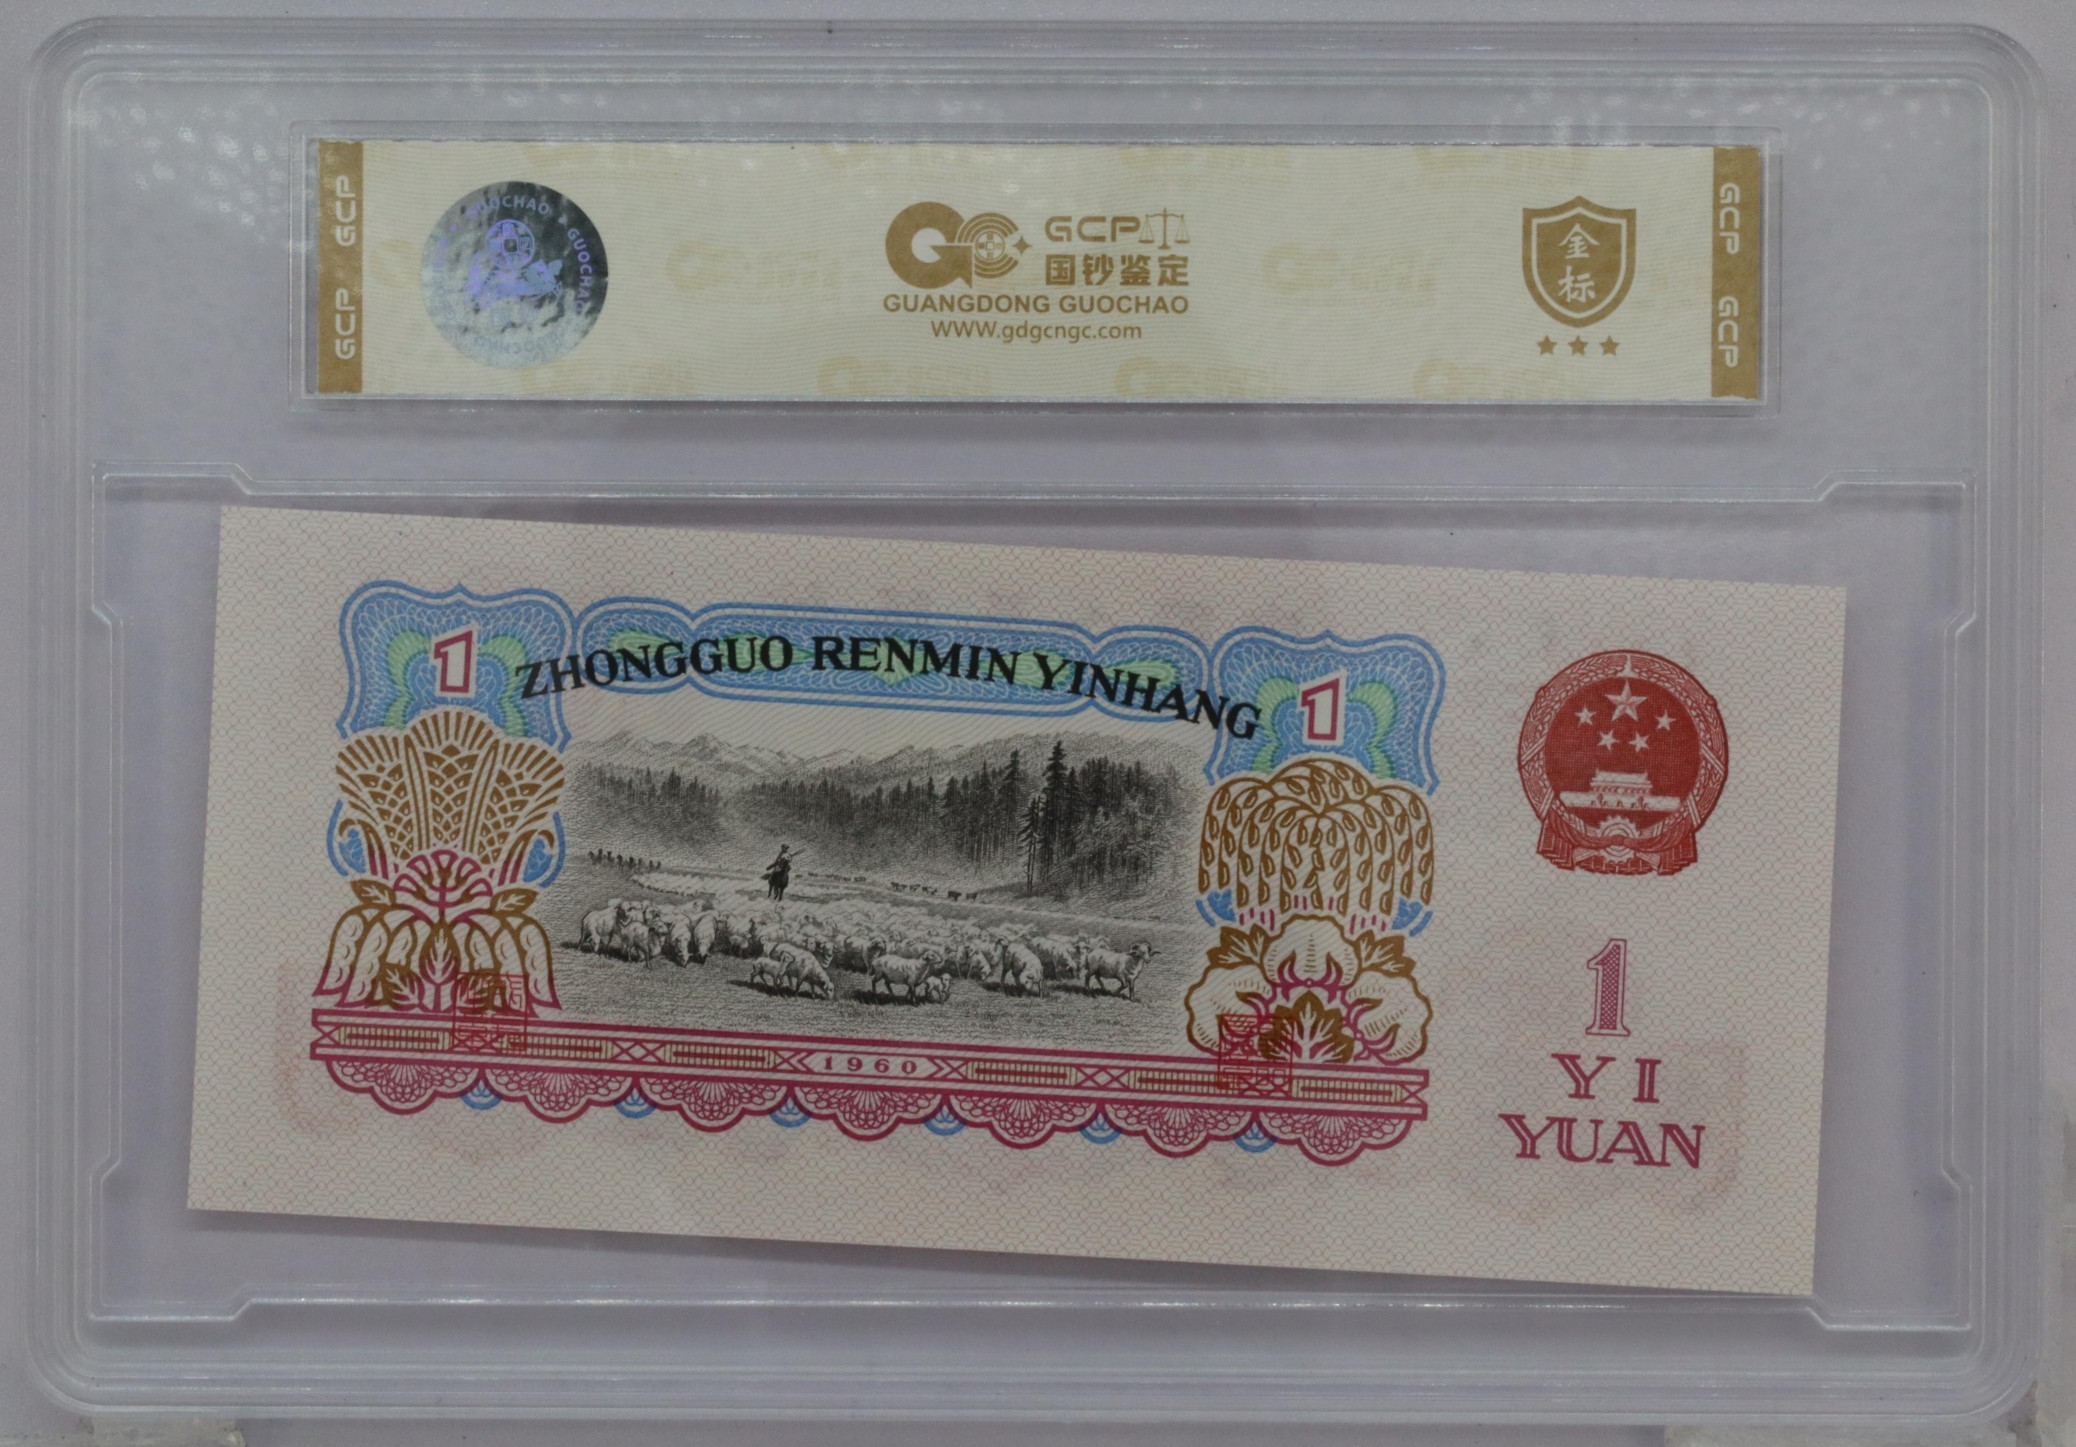 GCP GCP
GUOCHAO GUOCHAO
GCP
国钞鉴定
GUANGDONG GUOCHAO
WWW.gdgcngc.com
金标
GCP GCP
1
ZHONGGUO RENMIN YINHANG
1
1960
1
YI
YUAN